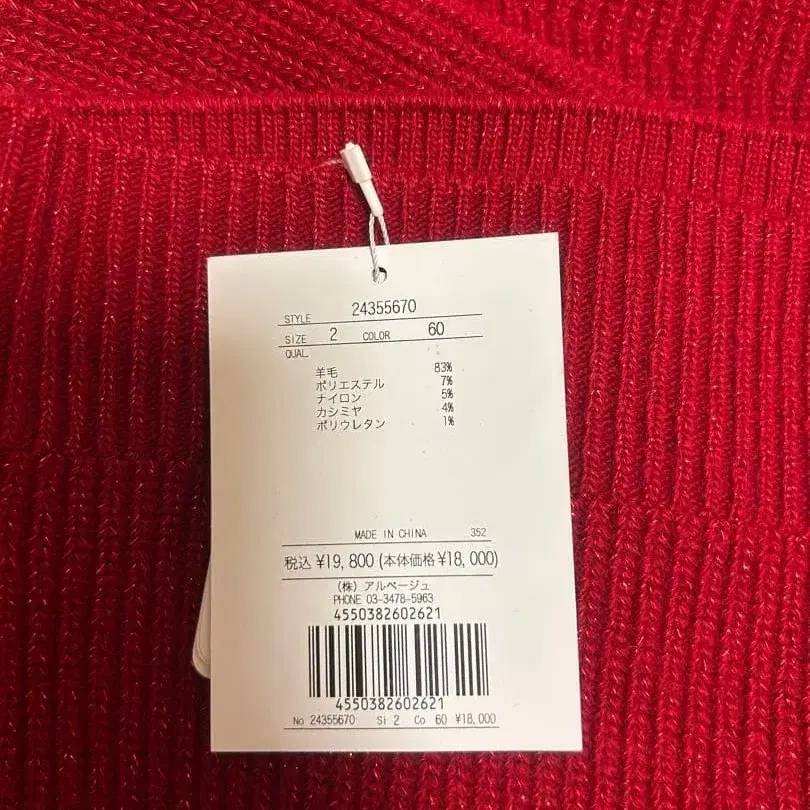 STYLE 24355670
SIZE 2 COLOR 60
QUAL.
羊毛 83%
ポリエステル 7%
ナイロン 5%
カシミヤ 4%
ポリウレタン 1%
MADE IN CHINA 352
税込 ¥19,800 (本体価格¥18,000)
(株) アルページュ
PHONE 03-3478-5963
4550382602621
4550382602621
No 24355670 Si 2 Co 60 ¥18,000